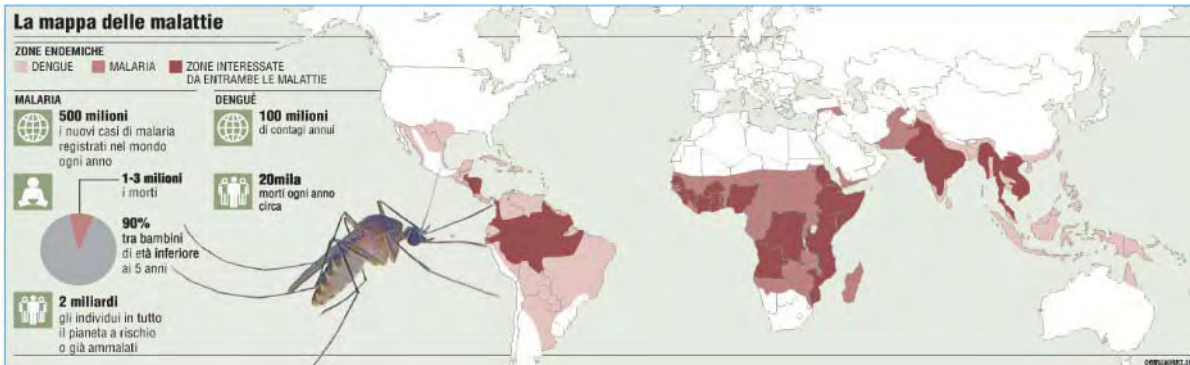 La mappa delle malattie
ZONE ENDEMICHE
DENGUE
MALARIA
ZONE INTERESSATE
DA ENTRAMBE LE MALATTIE
MALARIA
500 milioni
i nuovi casi di malaria
registrati nel mondo
ogni anno
1-3 milioni
i morti
90%
tra bambini
di età inferiore
ai 5 anni
2 miliardi
gli individui in tutto
il pianeta a rischio
o già ammalati
DENGUE
100 milioni
di contagi annui
20mila
morti ogni anno
circa